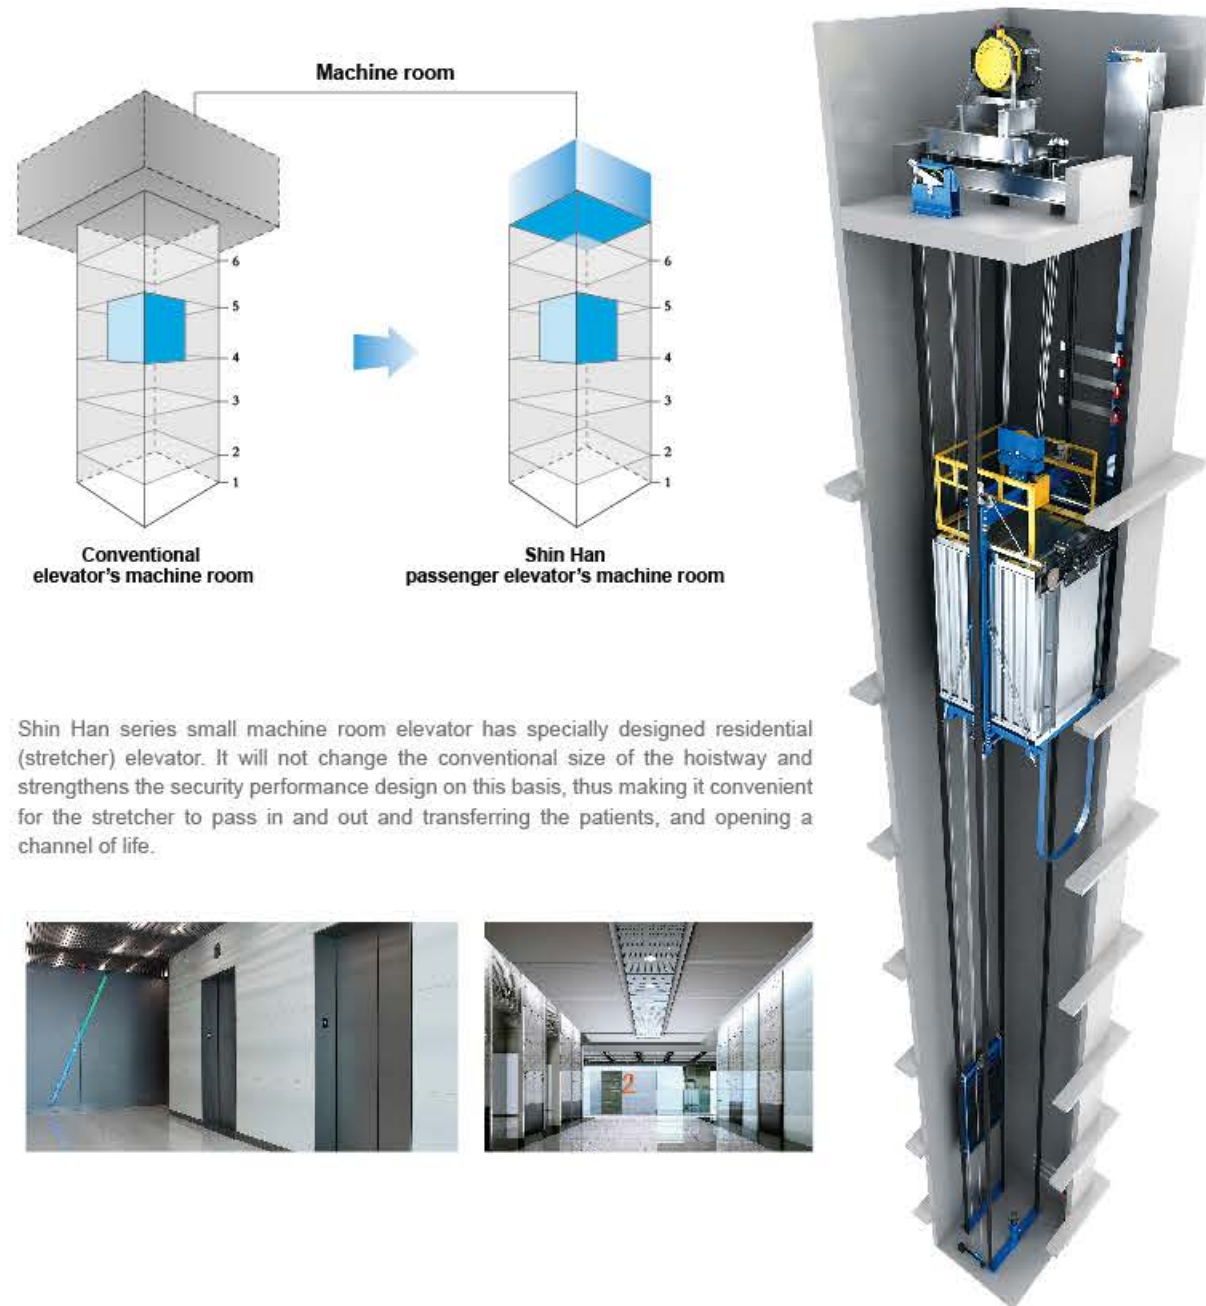 Machine room
6
5
4
3
2
1
6
5
4
3
2
1
Conventional
elevator's machine room
Shin Han
passenger elevator's machine room
Shin Han series small machine room elevator has specially designed residential
(stretcher) elevator. It will not change the conventional size of the hoistway and
strengthens the security performance design on this basis, thus making it convenient
for the stretcher to pass in and out and transferring the patients, and opening a
channel of life.
2